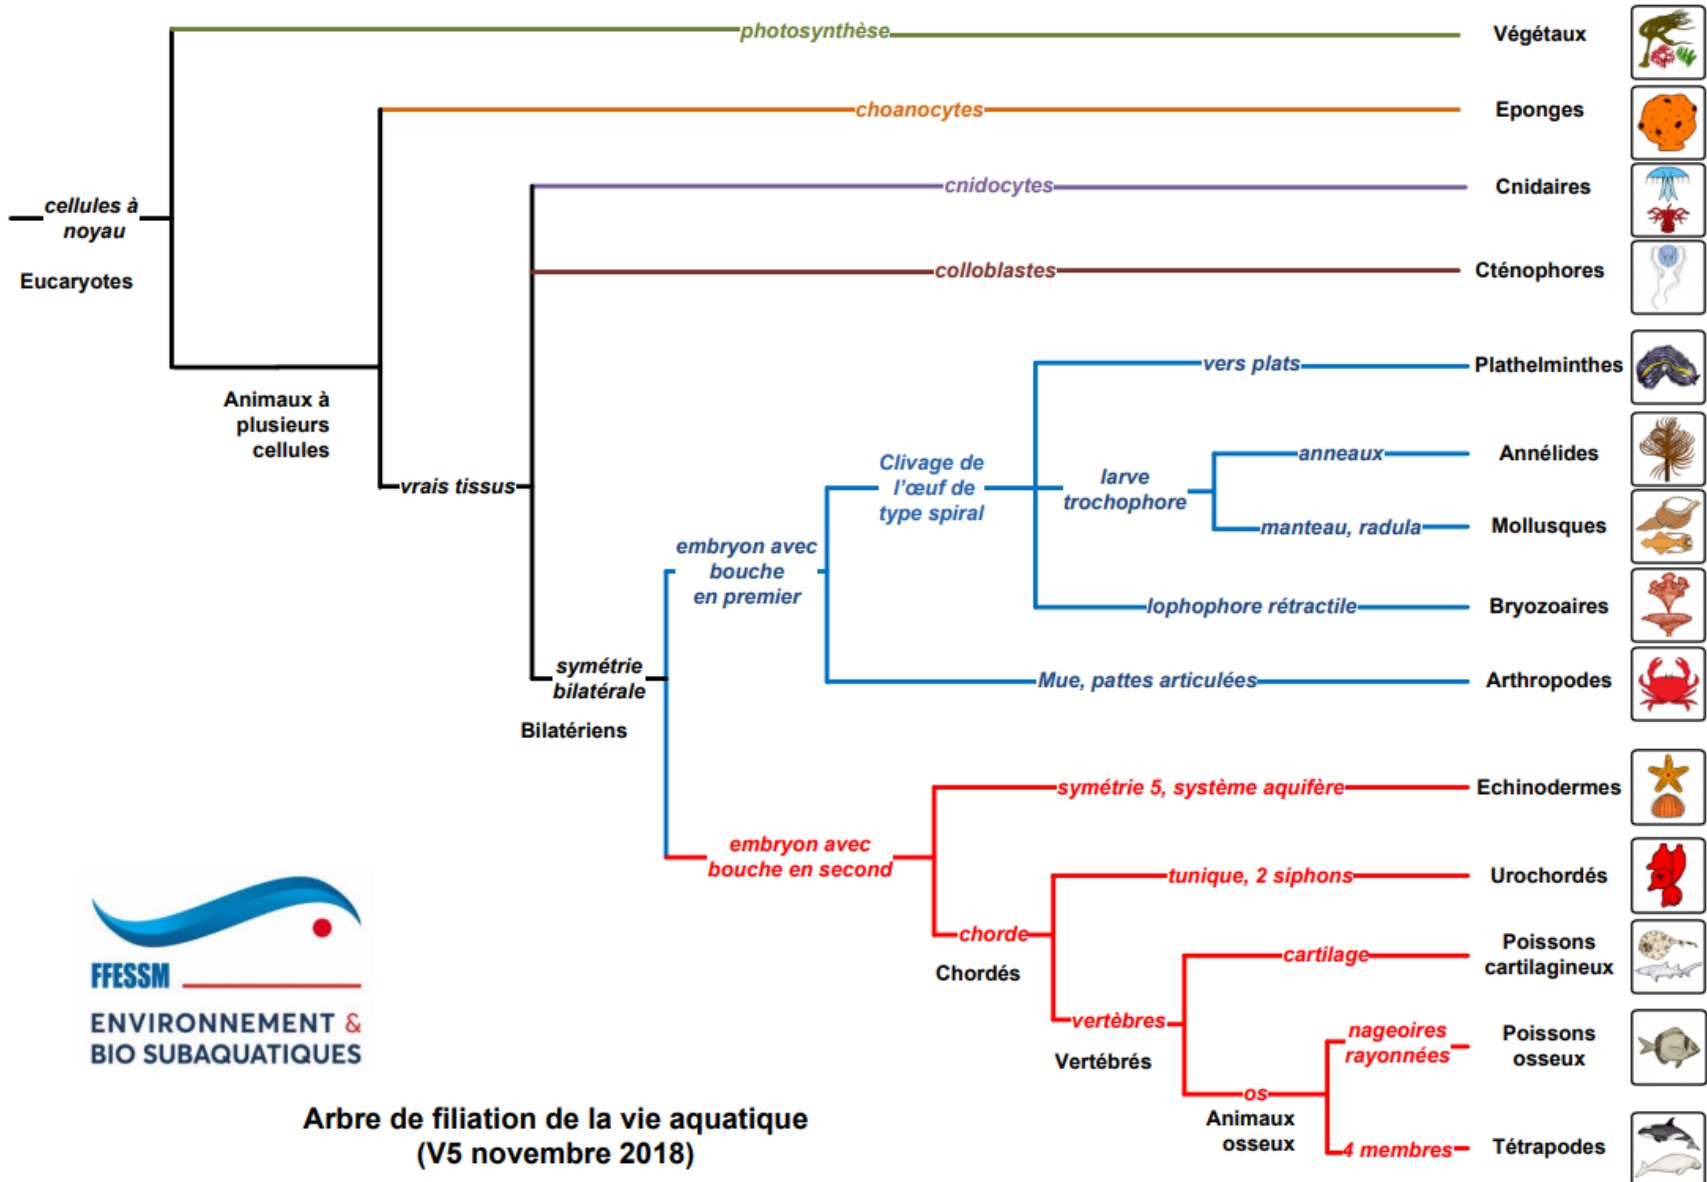 photosynthèse
Végétaux
choanocytes
Eponges
cellules à
noyau
Eucaryotes
cnidocytes
Cnidaires
colloblastes
Cténophores
Animaux à
plusieurs
cellules
vrais tissus
vers plats
Plathelminthes
Clivage de
l'œuf de
type spiral
larve
trochophore
anneaux
Annélides
manteau, radula
Mollusques
embryon avec
bouche
en premier
lophophore rétractile
Bryozoaires
symétrie
bilatérale
Bilatériens
Mue, pattes articulées
Arthropodes
symétrie 5, système aquifère
Echinodermes
embryon avec
bouche en second
tunique, 2 siphons
Urochordés
chorde
Chordés
cartilage
Poissons
cartilagineux
vertèbres
Vertébrés
nageoires
rayonnées
Poissons
osseux
os
Animaux
osseux
4 membres
Tétrapodes
FFESSM
ENVIRONNEMENT &
BIO SUBAQUATIQUES
Arbre de filiation de la vie aquatique
(V5 novembre 2018)